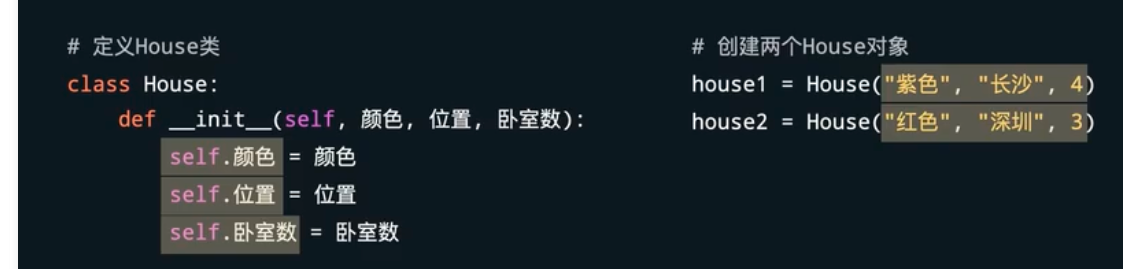 # 定义House类
class House:
    def __init__(self, 颜色, 位置, 卧室数):
        self.颜色 = 颜色
        self.位置 = 位置
        self.卧室数 = 卧室数
# 创建两个House对象
house1 = House("紫色", "长沙", 4)
house2 = House("红色", "深圳", 3)